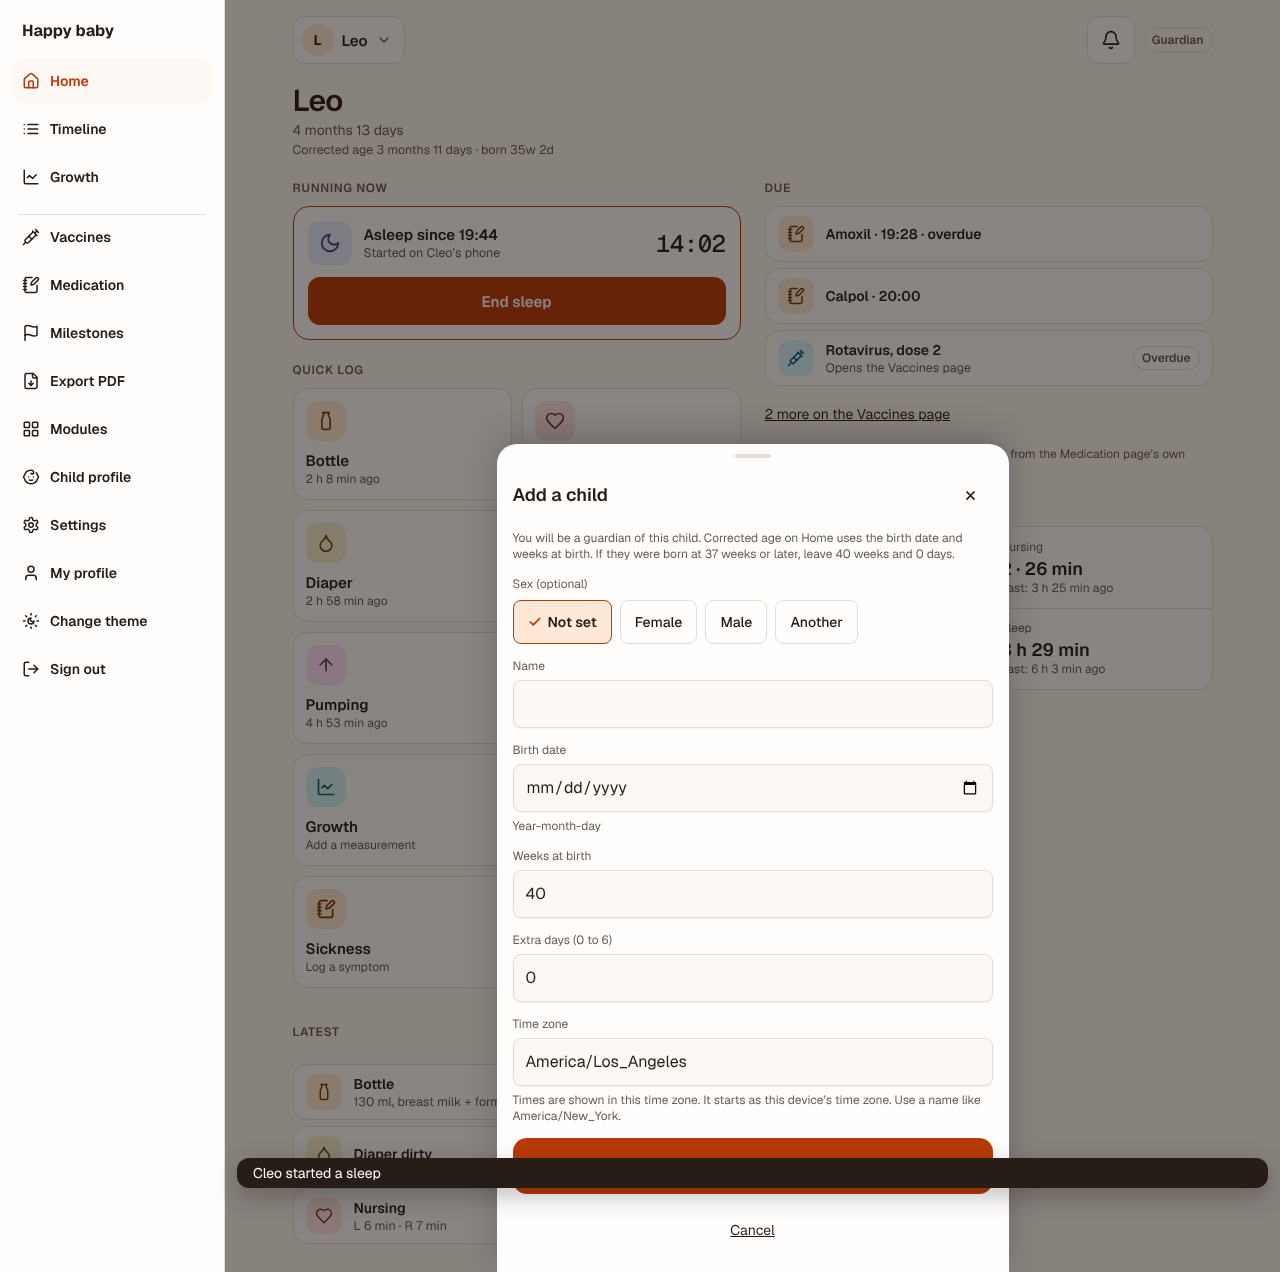 Happy baby
Home
Timeline
Growth
Vaccines
Medication
Milestones
Export PDF
Modules
Child profile
Settings
My profile
Change theme
Sign out
L Leo
Guardian
Leo
4 months 13 days
Corrected age 3 months 11 days · born 35w 2d
RUNNING NOW
Asleep since 19:44
Started on Cleo's phone
14:02
End sleep
QUICK LOG
Bottle
2 h 8 min ago
Diaper
2 h 58 min ago
Pumping
4 h 53 min ago
Growth
Add a measurement
Sickness
Log a symptom
LATEST
Bottle
130 ml, breast milk + form
Diaper dirty
Nursing
L 6 min · R 7 min
DUE
Amoxil · 19:28 · overdue
Calpol · 20:00
Rotavirus, dose 2
Opens the Vaccines page
Overdue
2 more on the Vaccines page
from the Medication page's own
ursing
· 26 min
ast: 3 h 25 min ago
leep
h 29 min
ast: 6 h 3 min ago
Add a child
You will be a guardian of this child. Corrected age on Home uses the birth date and
weeks at birth. If they were born at 37 weeks or later, leave 40 weeks and 0 days.
Sex (optional)
Not set
Female
Male
Another
Name
Birth date
mm/dd/yyyy
Year-month-day
Weeks at birth
40
Extra days (0 to 6)
0
Time zone
America/Los_Angeles
Times are shown in this time zone. It starts as this device's time zone. Use a name like
America/New_York.
Cleo started a sleep
Cancel